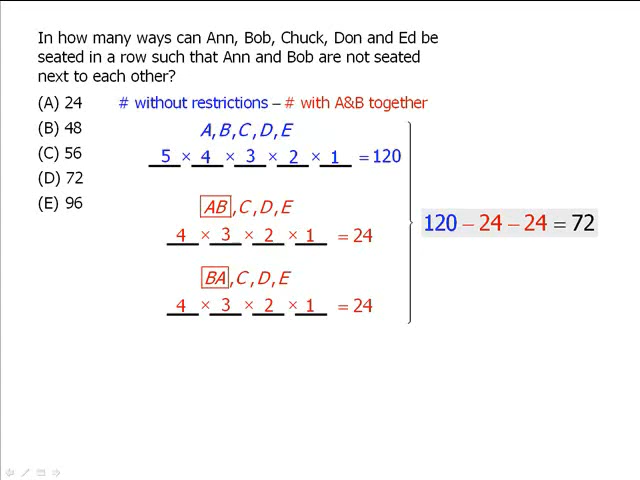 In how many ways can Ann, Bob, Chuck, Don and Ed be
seated in a row such that Ann and Bob are not seated
next to each other?
(A) 24 # without restrictions – # with A&B together
(B) 48
A, B, C, D, E
(C) 56
5 × 4 × 3 × 2 × 1 = 120
(D) 72
(E) 96
AB, C, D, E
4 × 3 × 2 × 1 = 24
120 – 24 – 24 = 72
BA, C, D, E
4 × 3 × 2 × 1 = 24